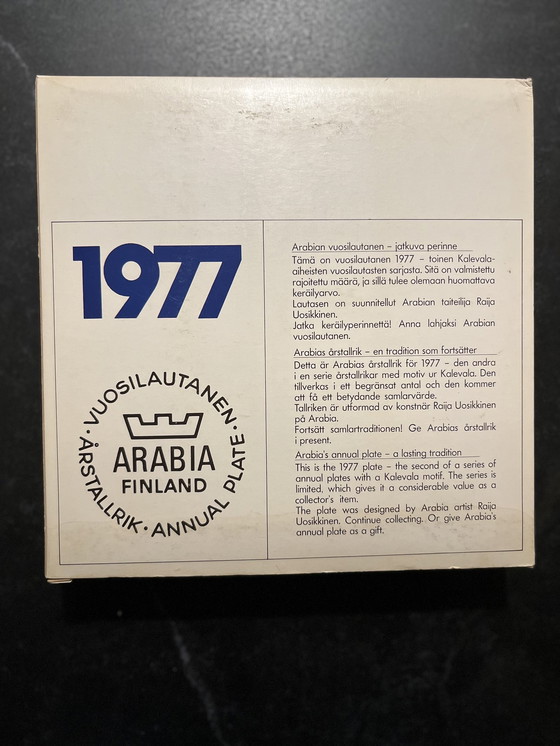 1977
VUOSILAUTANEN · ANNUAL PLATE · ÅRSTALLRIK ·
ARABIA
FINLAND
Arabian vuosilautanen – jatkuva perinne
Tämä on vuosilautanen 1977 – toinen Kalevala-
aiheisten vuosilautasten sarjasta. Sitä on valmistettu
rajoitettu määrä, ja sillä tulee olemaan huomattava
keräilyarvo.
Lautasen on suunnitellut Arabian taiteilija Raija
Uosikkinen.
Jatka keräilyperinnettä! Anna lahjaksi Arabian
vuosilautanen.
Arabias årstallrik – en tradition som fortsätter
Detta är Arabias årstallrik för 1977 – den andra
i en serie årstallrikar med motiv ur Kalevala. Den
tillverkas i ett begränsat antal och den kommer
att få ett betydande samlarvärde.
Tallriken är utformad av konstnär Raija Uosikkinen
på Arabia.
Fortsätt samlartraditionen! Ge Arabias årstallrik
i present.
Arabia's annual plate – a lasting tradition
This is the 1977 plate – the second of a series of
annual plates with a Kalevala motif. The series is
limited, which gives it a considerable value as a
collector's item.
The plate was designed by Arabia artist Raija
Uosikkinen. Continue collecting. Or give Arabia's
annual plate as a gift.